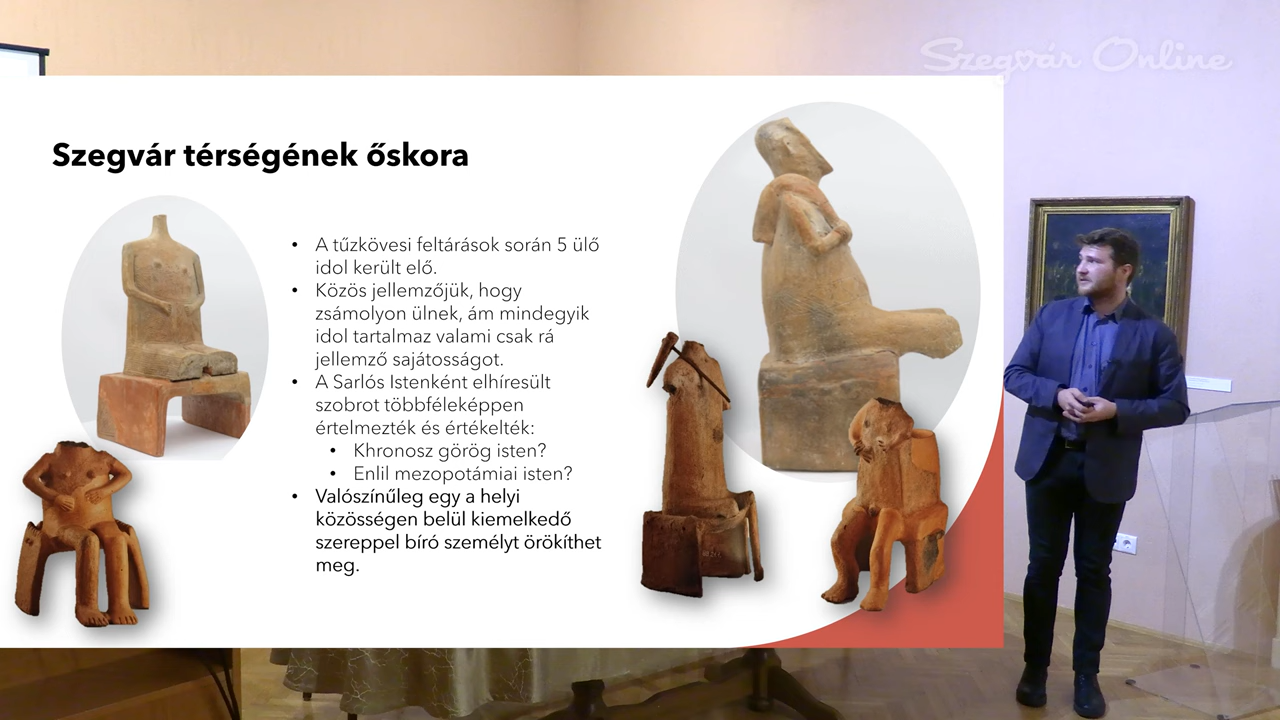 Szegvár Online
Szegvár térségének őskora
• A tűzkövesi feltárások során 5 ülő
idol került elő.
• Közös jellemzőjük, hogy
zsámolyon ülnek, ám mindegyik
idol tartalmaz valami csak rá
jellemző sajátosságot.
• A Sarlós Istenként elhíresült
szobrot többféleképpen
értelmezték és értékelték:
• Khronosz görög isten?
• Enlil mezopotámiai isten?
• Valószínűleg egy a helyi
közösségen belül kiemelkedő
szereppel bíró személyt örökíthet
meg.